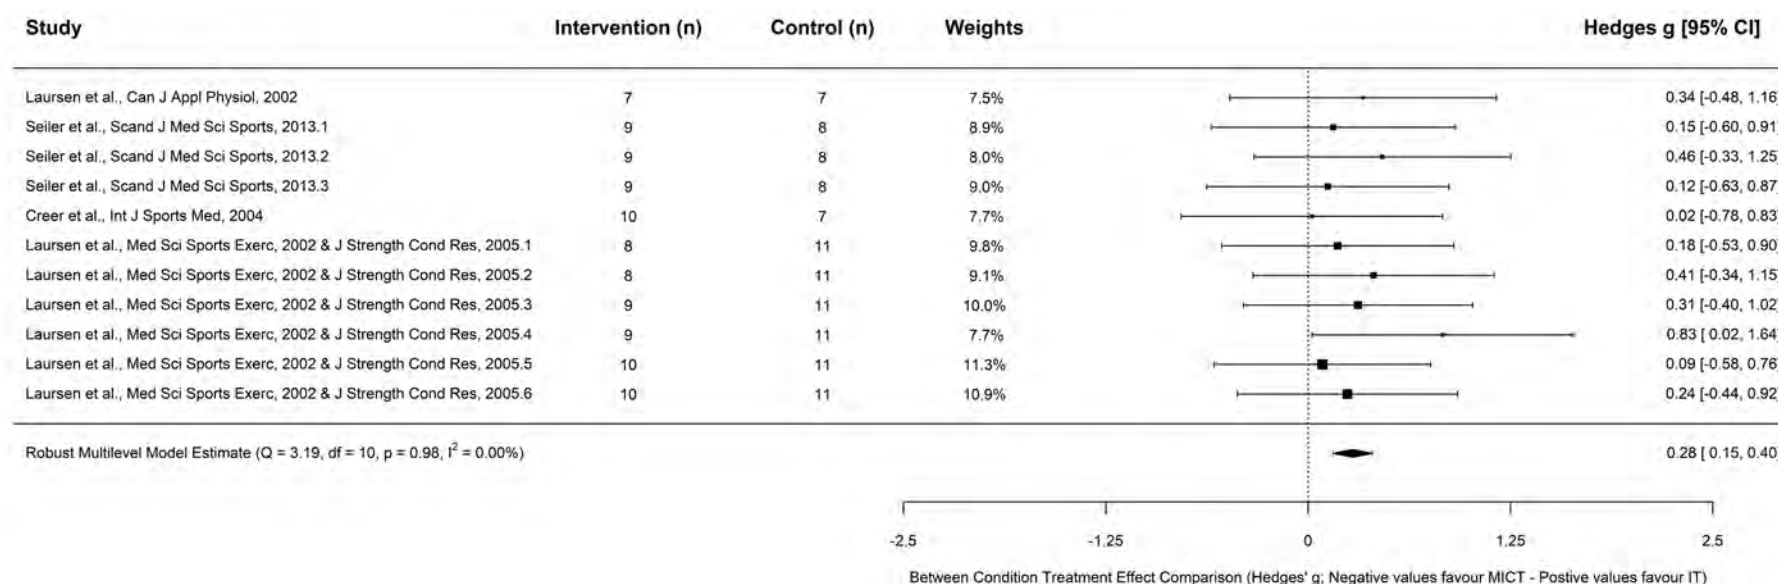 Study Intervention (n) Control (n) Weights Hedges g [95% CI]
Laursen et al., Can J Appl Physiol, 2002 7 7 7.5% 0.34 [-0.48, 1.16]
Seiler et al., Scand J Med Sci Sports, 2013.1 9 8 8.9% 0.15 [-0.60, 0.91]
Seiler et al., Scand J Med Sci Sports, 2013.2 9 8 8.0% 0.46 [-0.33, 1.25]
Seiler et al., Scand J Med Sci Sports, 2013.3 9 8 9.0% 0.12 [-0.63, 0.87]
Creer et al., Int J Sports Med, 2004 10 7 7.7% 0.02 [-0.78, 0.83]
Laursen et al., Med Sci Sports Exerc, 2002 & J Strength Cond Res, 2005.1 8 11 9.8% 0.18 [-0.53, 0.90]
Laursen et al., Med Sci Sports Exerc, 2002 & J Strength Cond Res, 2005.2 8 11 9.1% 0.41 [-0.34, 1.15]
Laursen et al., Med Sci Sports Exerc, 2002 & J Strength Cond Res, 2005.3 9 11 10.0% 0.31 [-0.40, 1.02]
Laursen et al., Med Sci Sports Exerc, 2002 & J Strength Cond Res, 2005.4 9 11 7.7% 0.83 [ 0.02, 1.64]
Laursen et al., Med Sci Sports Exerc, 2002 & J Strength Cond Res, 2005.5 10 11 11.3% 0.09 [-0.58, 0.76]
Laursen et al., Med Sci Sports Exerc, 2002 & J Strength Cond Res, 2005.6 10 11 10.9% 0.24 [-0.44, 0.92]
Robust Multilevel Model Estimate (Q = 3.19, df = 10, p = 0.98, I² = 0.00%) 0.28 [ 0.15, 0.40]
-2.5 -1.25 0 1.25 2.5
Between Condition Treatment Effect Comparison (Hedges' g; Negative values favour MICT - Postive values favour IT)